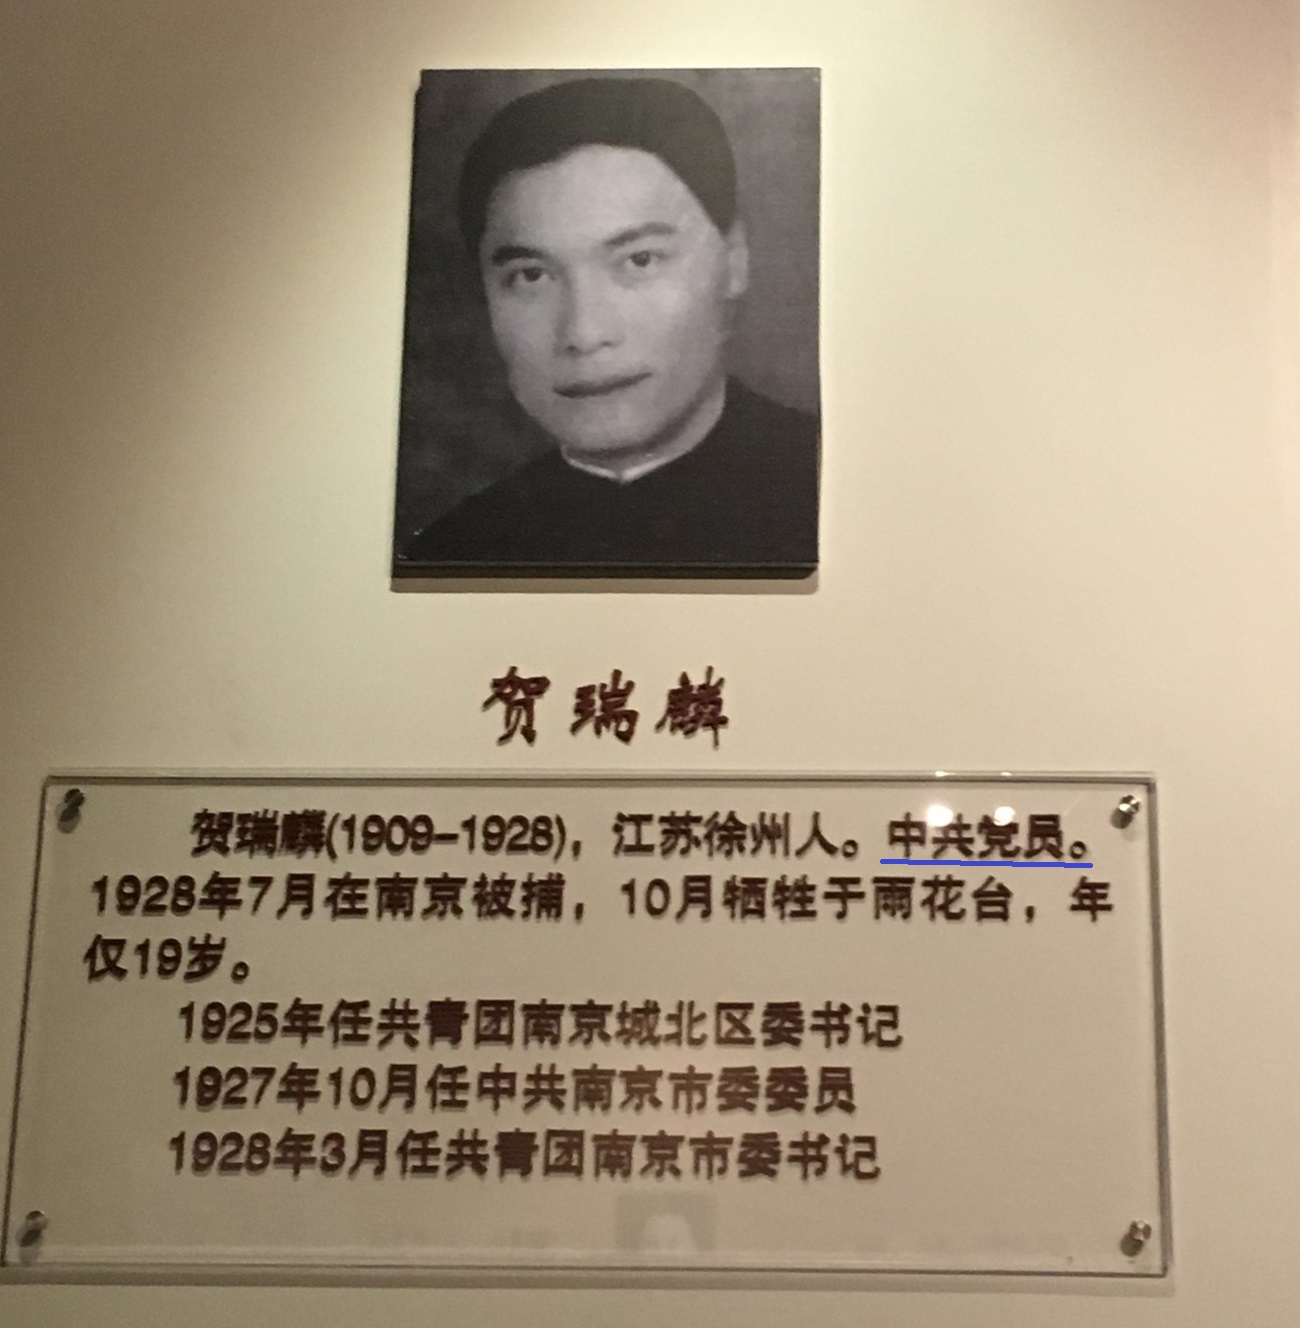 贺瑞麟
贺瑞麟(1909-1928)，江苏徐州人。中共党员。
1928年7月在南京被捕，10月牺牲于雨花台，年
仅19岁。
1925年任共青团南京城北区委书记
1927年10月任中共南京市委委员
1928年3月任共青团南京市委书记